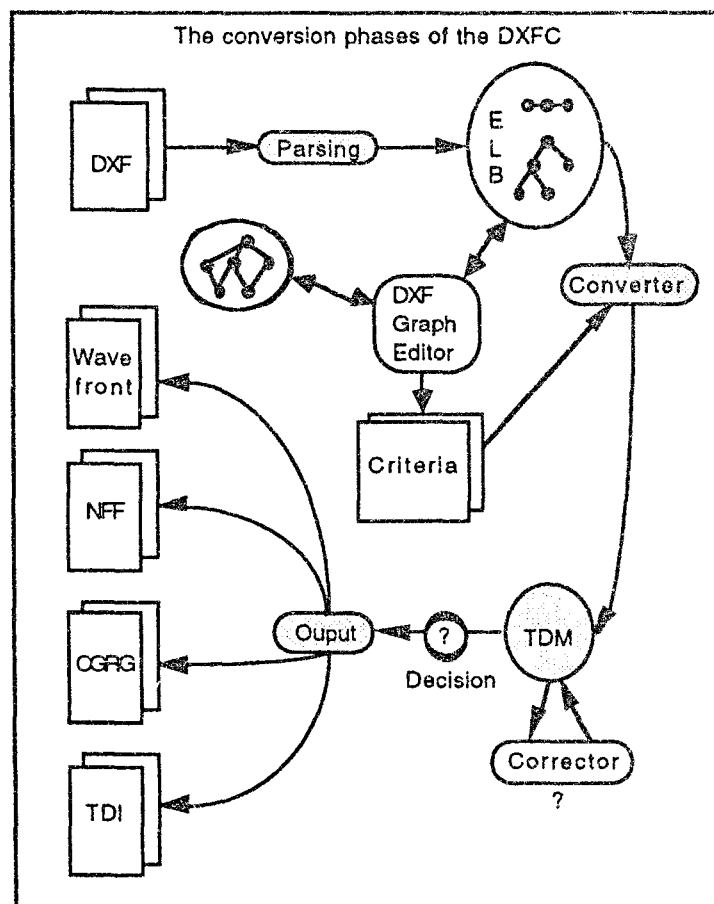 The conversion phases of the DXFC
DXF
Parsing
E
L
B
DXF
Graph
Editor
Converter
Wave
front
Criteria
NFF
Ouput
?
TDM
Decision
CGRG
Corrector
?
TDI